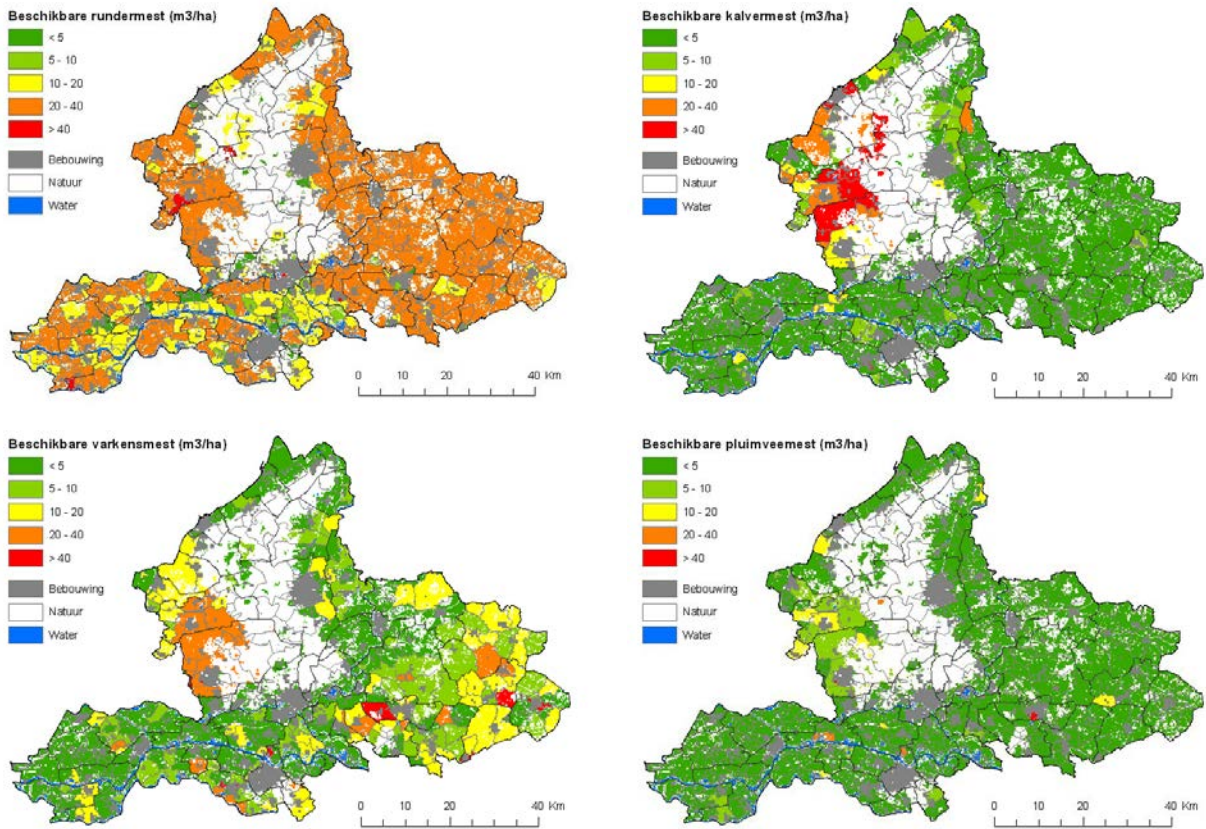 Beschikbare rundermest (m3/ha)
< 5
5 - 10
10 - 20
20 - 40
> 40
Bebouwing
Natuur
Water
0 10 20 40 Km
Beschikbare kalvermest (m3/ha)
< 5
5 - 10
10 - 20
20 - 40
> 40
Bebouwing
Natuur
Water
0 10 20 40 Km
Beschikbare varkensmest (m3/ha)
< 5
5 - 10
10 - 20
20 - 40
> 40
Bebouwing
Natuur
Water
0 10 20 40 Km
Beschikbare pluimveemest (m3/ha)
< 5
5 - 10
10 - 20
20 - 40
> 40
Bebouwing
Natuur
Water
0 10 20 40 Km